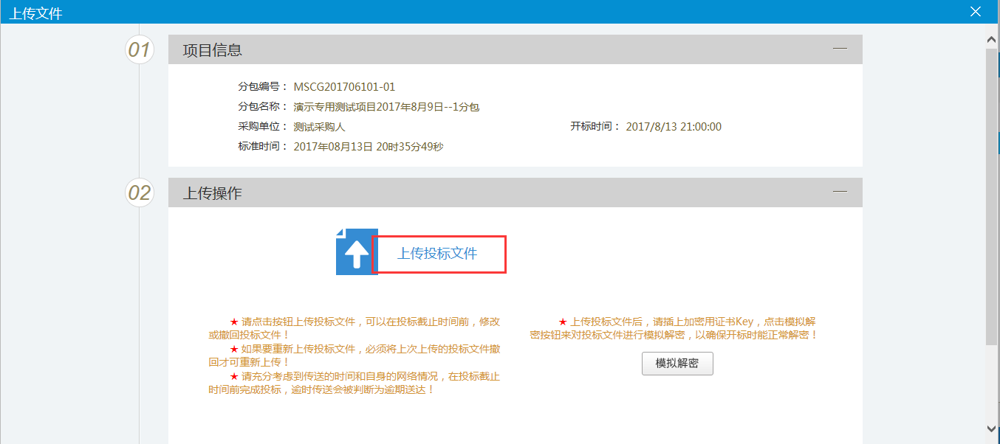 上传文件
01
项目信息
分包编号： MSCG201706101-01
分包名称： 演示专用测试项目2017年8月9日--1分包
采购单位： 测试采购人
开标时间： 2017/8/13 21:00:00
标准时间： 2017年08月13日 20时35分49秒
02
上传操作
上传投标文件
★ 请点击按钮上传投标文件，可以在投标截止时间前，修改
或撤回投标文件！
★ 如果要重新上传投标文件，必须将上次上传的投标文件撤
回才可重新上传！
★ 请充分考虑到传送的时间和自身的网络情况，在投标截止
时间前完成投标，逾时传送会被判断为逾期送达！
★ 上传投标文件后，请插上加密用证书Key，点击模拟解
密按钮来对投标文件进行模拟解密，以确保开标时能正常解密！
模拟解密